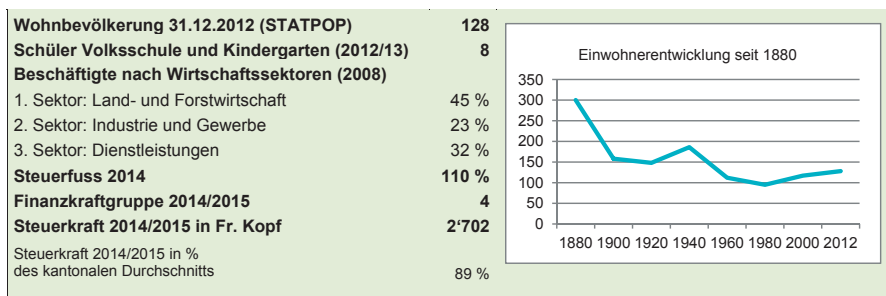 Wohnbevölkerung 31.12.2012 (STATPOP) 128
Schüler Volksschule und Kindergarten (2012/13) 8
Beschäftigte nach Wirtschaftssektoren (2008)
1. Sektor: Land- und Forstwirtschaft 45 %
2. Sektor: Industrie und Gewerbe 23 %
3. Sektor: Dienstleistungen 32 %
Steuerfuss 2014 110 %
Finanzkraftgruppe 2014/2015 4
Steuerkraft 2014/2015 in Fr. Kopf 2‘702
Steuerkraft 2014/2015 in %
des kantonalen Durchschnitts 89 %
Einwohnerentwicklung seit 1880
350
300
250
200
150
100
50
0
1880 1900 1920 1940 1960 1980 2000 2012